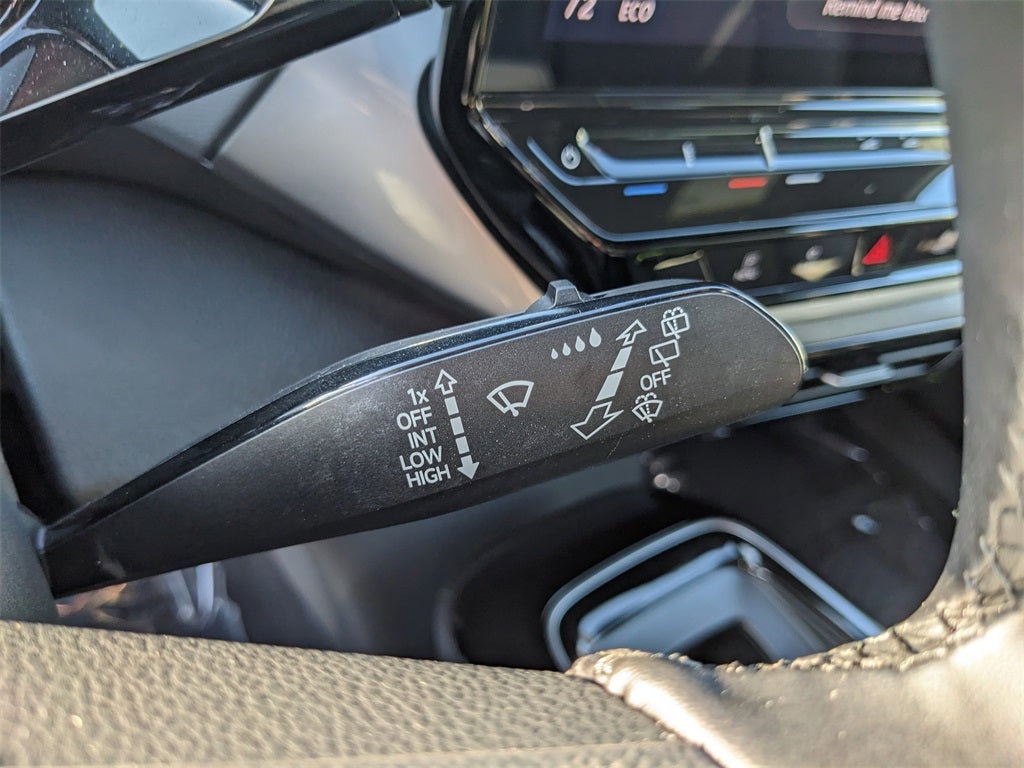 72 ECO
Remind me later
1x
OFF
INT
LOW
HIGH
OFF